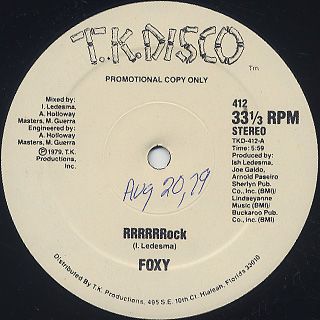 T.K. DISCO
TM
PROMOTIONAL COPY ONLY
Mixed by:
I. Ledesma,
A. Holloway
Masters, M. Guerra
Engineered by:
A. Holloway
Masters, M. Guerra
Ⓟ 1979, T.K.
Productions,
Inc.
412
33 1/3 RPM
STEREO
TKD-412-A
Time: 5:59
Produced by:
Ish Ledesma,
Joe Galdo,
Arnold Paseiro
Sherlyn Pub.
Co., Inc. (BMI)/
Lindseyanne
Music (BMI)/
Buckaroo Pub.
Co., Inc. (BMI)
Aug 20, 79
RRRRRRock
(I. Ledesma)
FOXY
Distributed By T.K. Productions, 495 S.E. 10th Ct. Hialeah, Florida 33010